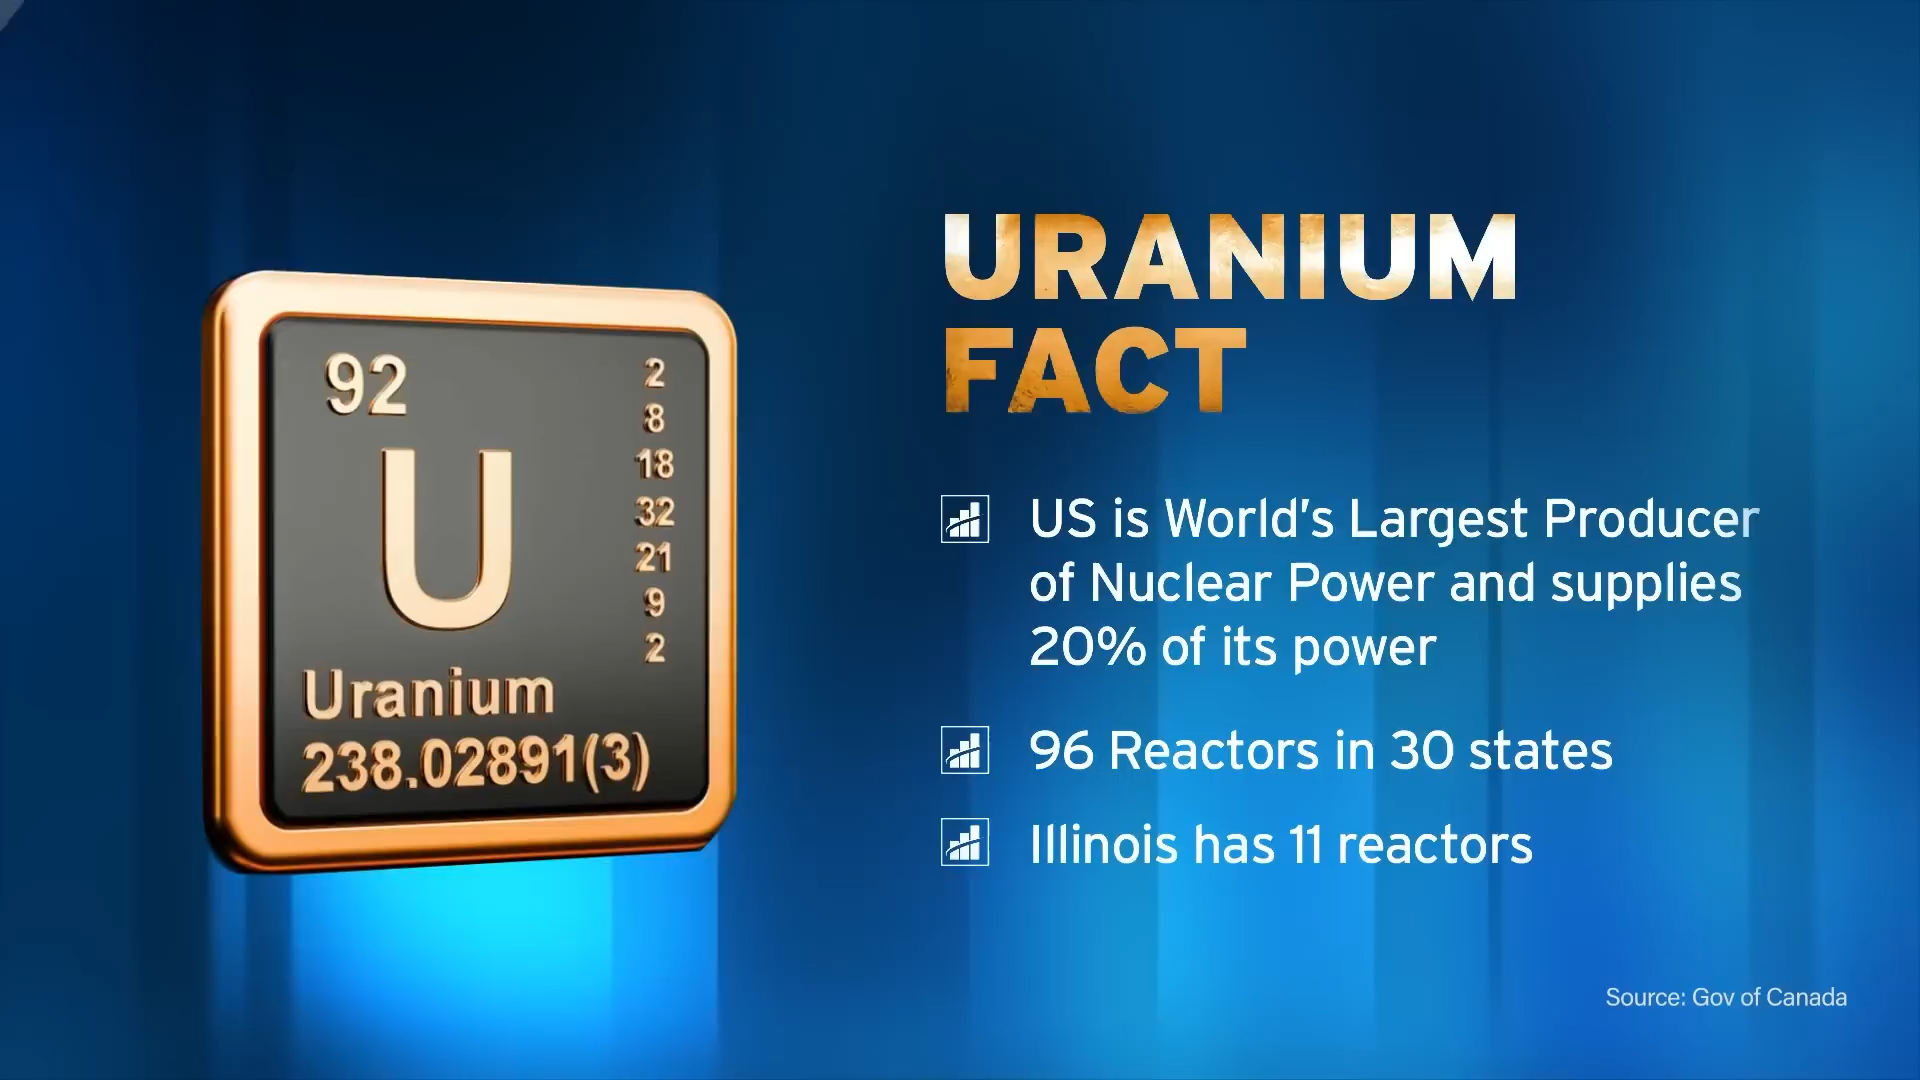 92
2
8
18
32
21
9
2
U
Uranium
238.02891(3)
URANIUM
FACT
US is World's Largest Producer
of Nuclear Power and supplies
20% of its power
96 Reactors in 30 states
Illinois has 11 reactors
Source: Gov of Canada